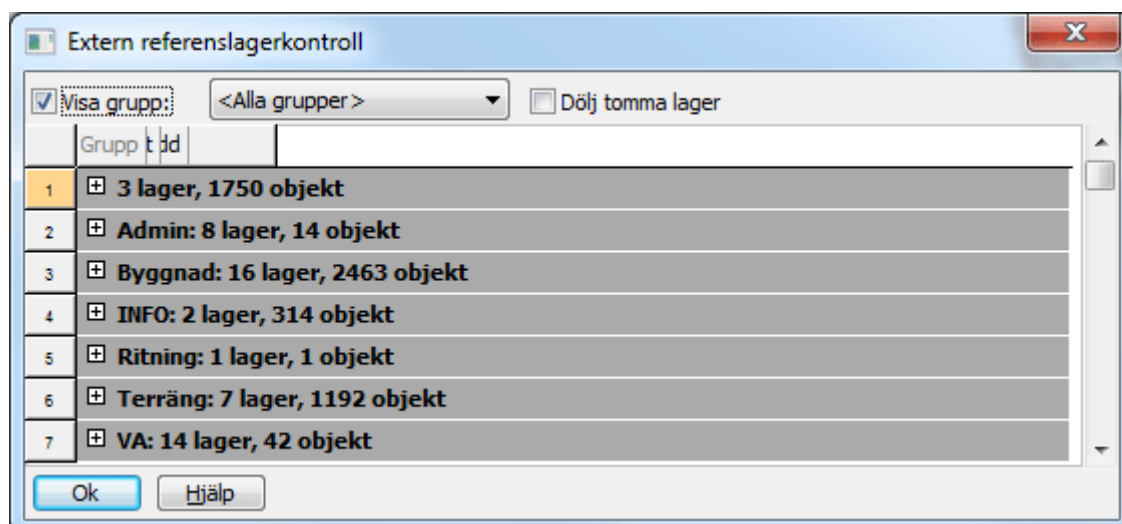 Extern referenslagerkontroll
Visa grupp: <Alla grupper> Dölj tomma lager
Grupp t dd
1 3 lager, 1750 objekt
2 Admin: 8 lager, 14 objekt
3 Byggnad: 16 lager, 2463 objekt
4 INFO: 2 lager, 314 objekt
5 Ritning: 1 lager, 1 objekt
6 Terräng: 7 lager, 1192 objekt
7 VA: 14 lager, 42 objekt
Ok Hjälp